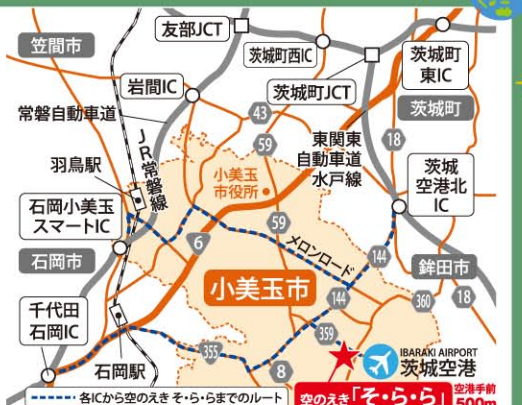 友部JCT
笠間市
茨城町西IC
茨城町
東IC
岩間IC
茨城町JCT
茨城町
常磐自動車道
43
59
JR常磐線
東関東
自動車道
水戸線
18
羽鳥駅
小美玉
市役所
茨城
空港北
IC
石岡小美玉
スマートIC
6
59
メロンロード
144
石岡市
小美玉市
鉾田市
144
360
18
千代田
石岡IC
359
355
石岡駅
8
IBARAKI AIRPORT
茨城空港
各ICから空のえき そ・ら・らまでのルート
空のえき「そ・ら・ら」
空港手前
500m